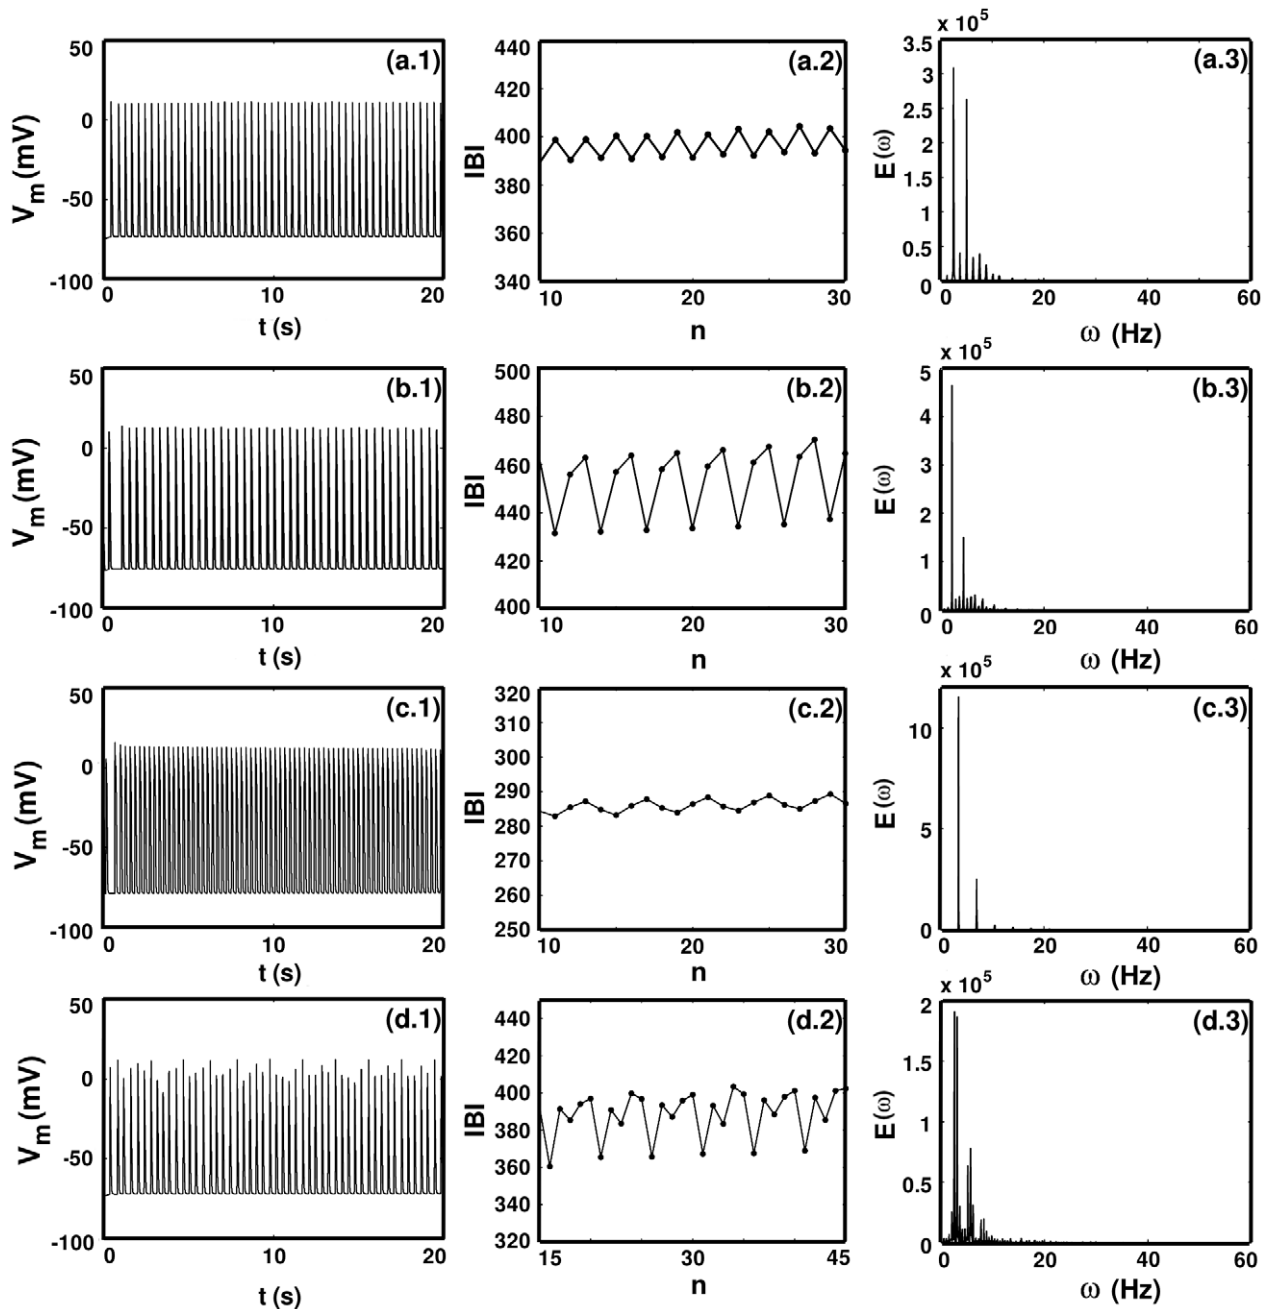 50 (a.1)
0
-50
-100
V_m (mV)
0 10 20
t (s)
440 (a.2)
420
400
380
360
340
IBI
10 20 30
n
x 10^5
3.5 (a.3)
3
2.5
2
1.5
1
0.5
0
E(ω)
0 20 40 60
ω (Hz)
50 (b.1)
0
-50
-100
V_m (mV)
0 10 20
t (s)
500 (b.2)
480
460
440
420
400
IBI
10 20 30
n
x 10^5
5 (b.3)
4
3
2
1
0
E(ω)
0 20 40 60
ω (Hz)
50 (c.1)
0
-50
-100
V_m (mV)
0 10 20
t (s)
320 (c.2)
310
300
290
280
270
260
250
IBI
10 20 30
n
x 10^5
(c.3)
10
5
0
E(ω)
0 20 40 60
ω (Hz)
50 (d.1)
0
-50
-100
V_m (mV)
0 10 20
t (s)
450 (d.2)
440
420
400
380
360
340
320
IBI
15 30 45
n
x 10^5
2 (d.3)
1.5
1
0.5
0
E(ω)
0 20 40 60
ω (Hz)